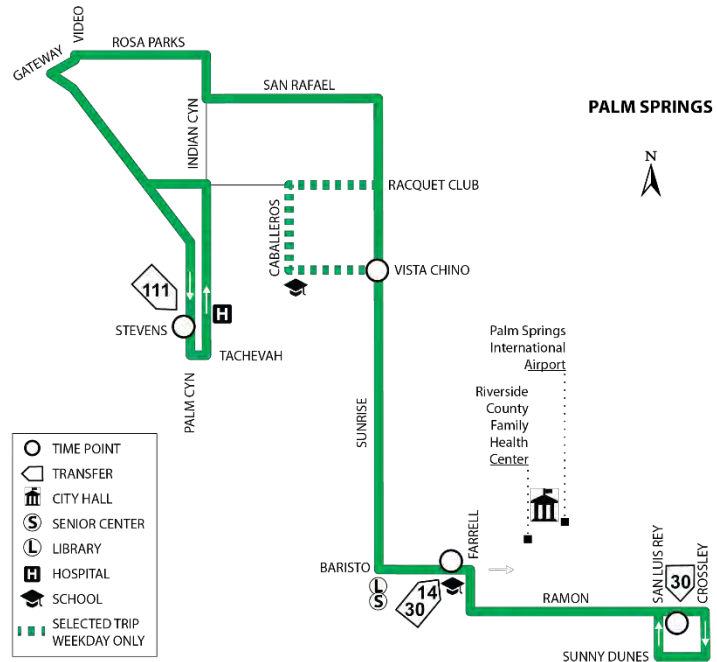 VIDEO
ROSA PARKS
GATEWAY
SAN RAFAEL
PALM SPRINGS
INDIAN CYN
N
RACQUET CLUB
CABALLEROS
VISTA CHINO
111
H
STEVENS
TACHEVAH
PALM CYN
Palm Springs
International
Airport
Riverside
County
Family
Health
Center
SUNRISE
TIME POINT
TRANSFER
CITY HALL
S SENIOR CENTER
L LIBRARY
H HOSPITAL
SCHOOL
SELECTED TRIP
WEEKDAY ONLY
BARISTO
FARRELL
L
S
14
30
RAMON
SAN LUIS REY
30
CROSSLEY
SUNNY DUNES